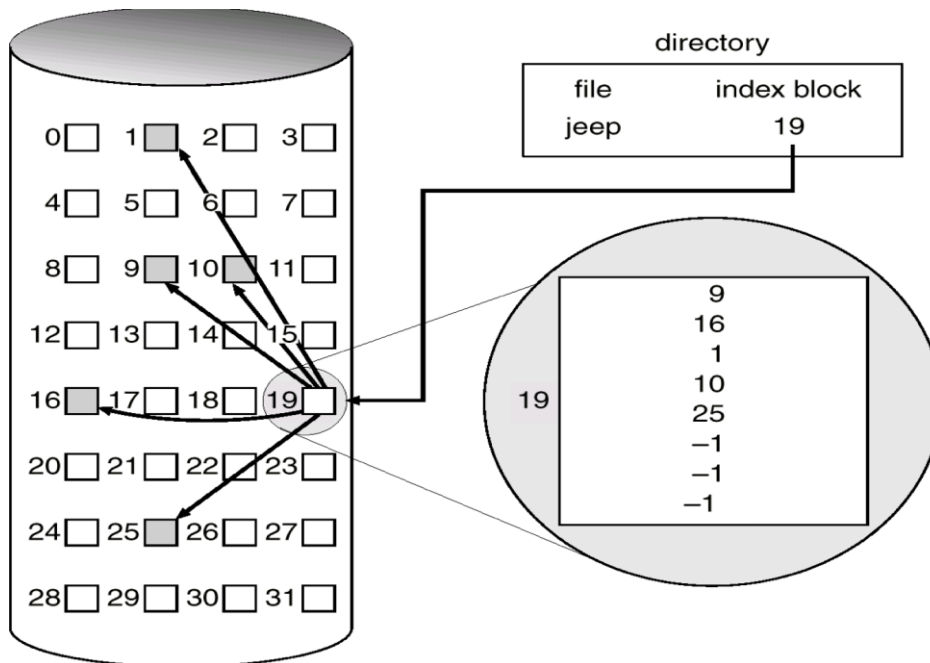 directory
file index block
jeep 19
0 1 2 3
4 5 6 7
8 9 10 11
12 13 14 15
16 17 18 19
20 21 22 23
24 25 26 27
28 29 30 31
19
9
16
1
10
25
–1
–1
–1